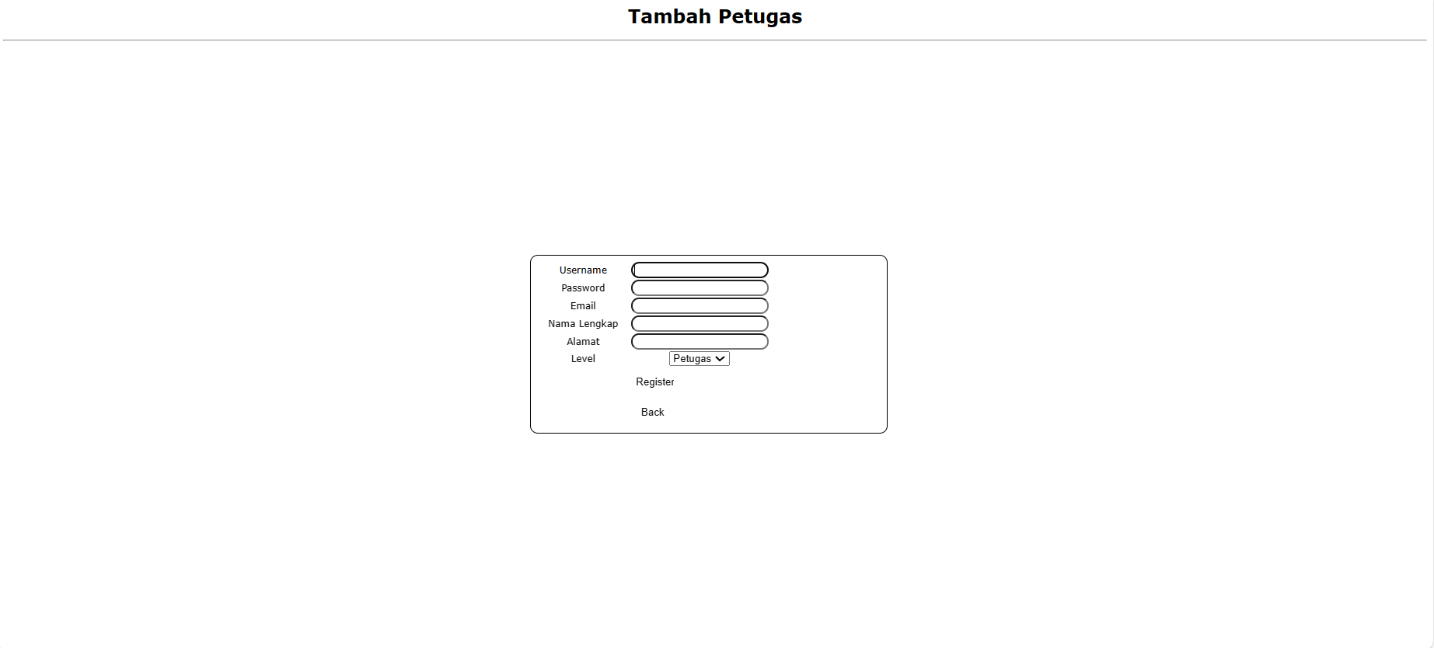 Tambah Petugas
Username
Password
Email
Nama Lengkap
Alamat
Level Petugas
Register
Back